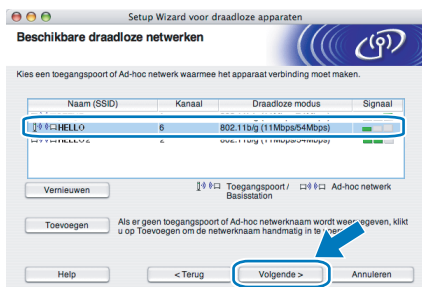 Setup Wizard voor draadloze apparaten
Beschikbare draadloze netwerken
Kies een toegangspoort of Ad-hoc netwerk waarmee het apparaat verbinding moet maken.
Naam (SSID) Kanaal Draadloze modus Signaal
HELLO 6 802.11b/g (11Mbps/54Mbps)
HELLO2 2 802.11b/g (11Mbps/54Mbps)
Vernieuwen
Toegangspoort / Basisstation
Ad-hoc netwerk
Toevoegen
Als er geen toegangspoort of Ad-hoc netwerknaam wordt weergegeven, klikt
u op Toevoegen om de netwerknaam handmatig in te
Help
< Terug
Volgende >
Annuleren